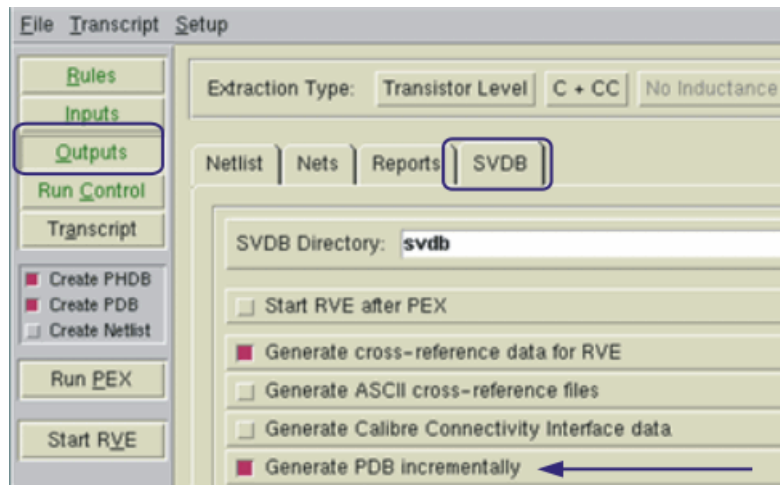 File Transcript Setup
Rules
Inputs
Outputs
Run Control
Transcript
Create PHDB
Create PDB
Create Netlist
Run PEX
Start RVE
Extraction Type: Transistor Level C + CC No Inductance
Netlist Nets Reports SVDB
SVDB Directory: svdb
Start RVE after PEX
Generate cross-reference data for RVE
Generate ASCII cross-reference files
Generate Calibre Connectivity Interface data
Generate PDB incrementally